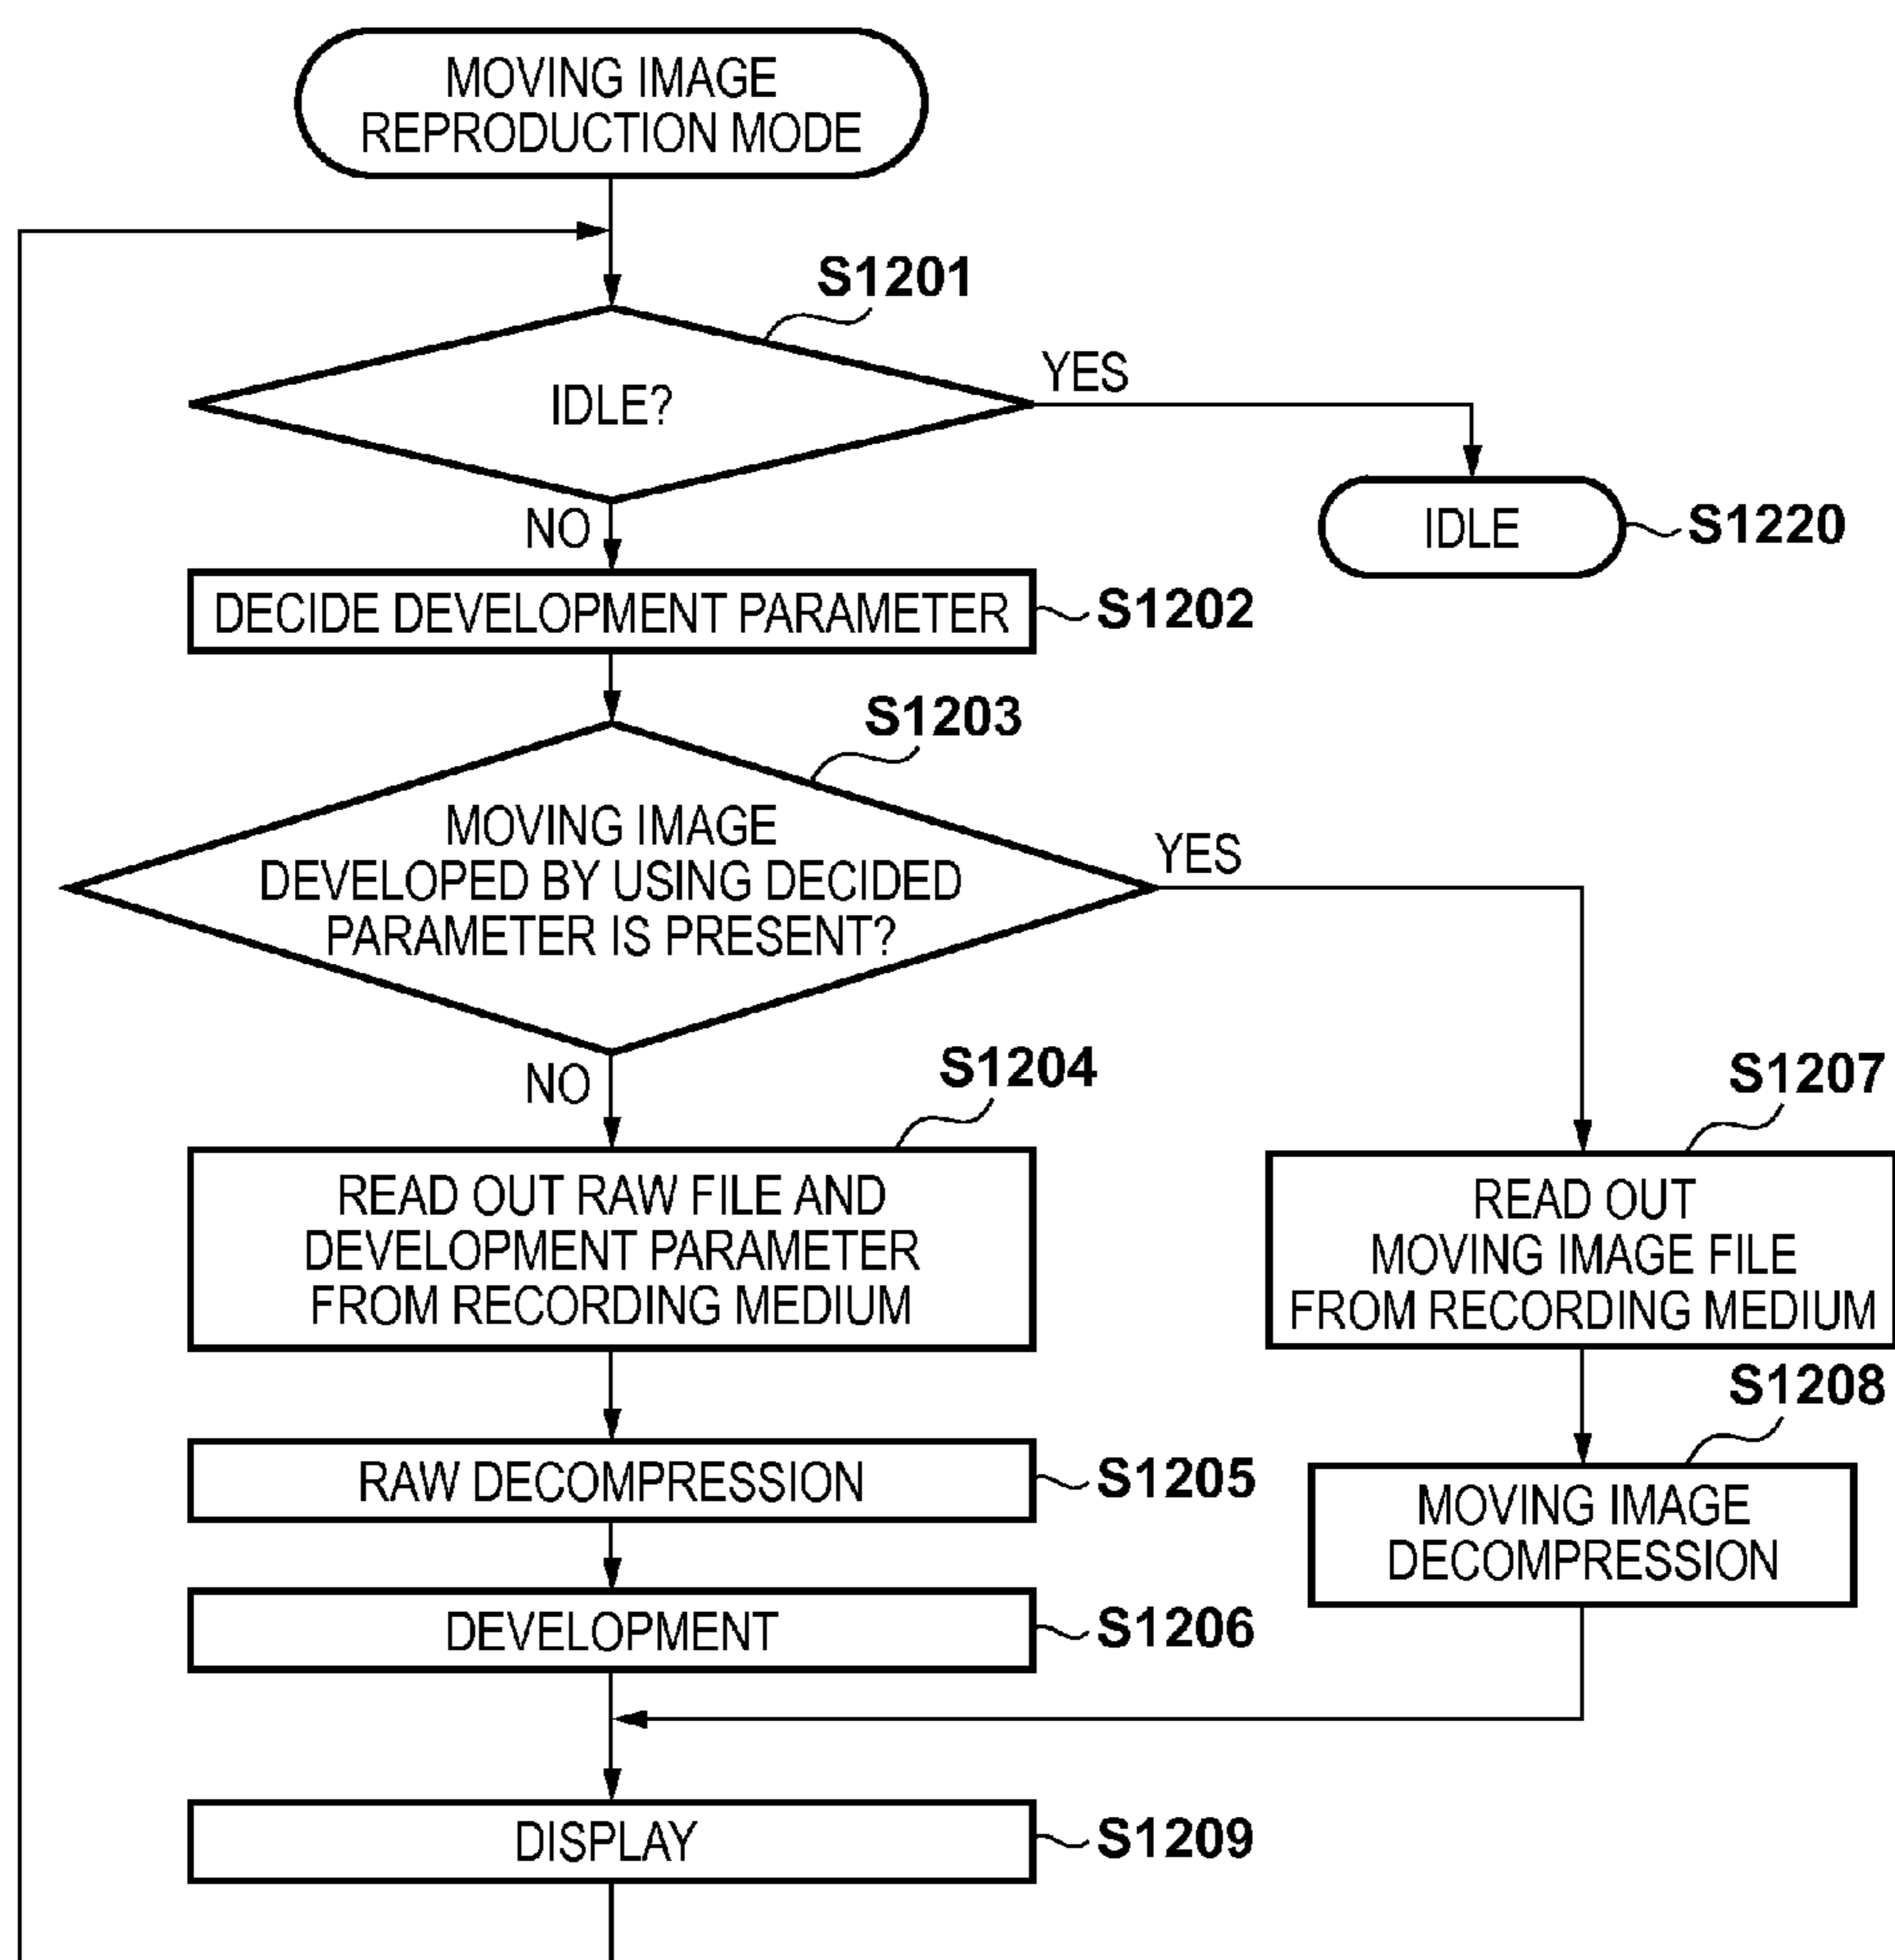 MOVING IMAGE
REPRODUCTION MODE
S1201
IDLE?
YES
IDLE
S1220
NO
DECIDE DEVELOPMENT PARAMETER
S1202
S1203
MOVING IMAGE
DEVELOPED BY USING DECIDED
PARAMETER IS PRESENT?
YES
NO
S1204
READ OUT RAW FILE AND
DEVELOPMENT PARAMETER
FROM RECORDING MEDIUM
S1207
READ OUT
MOVING IMAGE FILE
FROM RECORDING MEDIUM
RAW DECOMPRESSION
S1205
S1208
MOVING IMAGE
DECOMPRESSION
DEVELOPMENT
S1206
DISPLAY
S1209